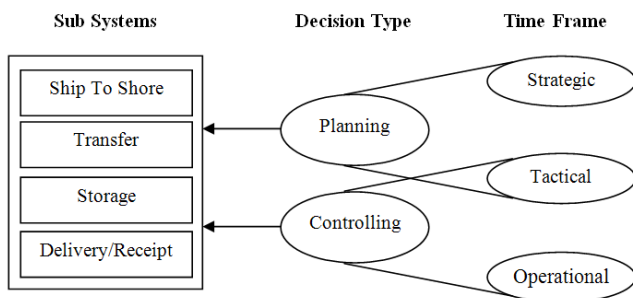 Sub Systems
Decision Type
Time Frame
Ship To Shore
Transfer
Storage
Delivery/Receipt
Planning
Controlling
Strategic
Tactical
Operational